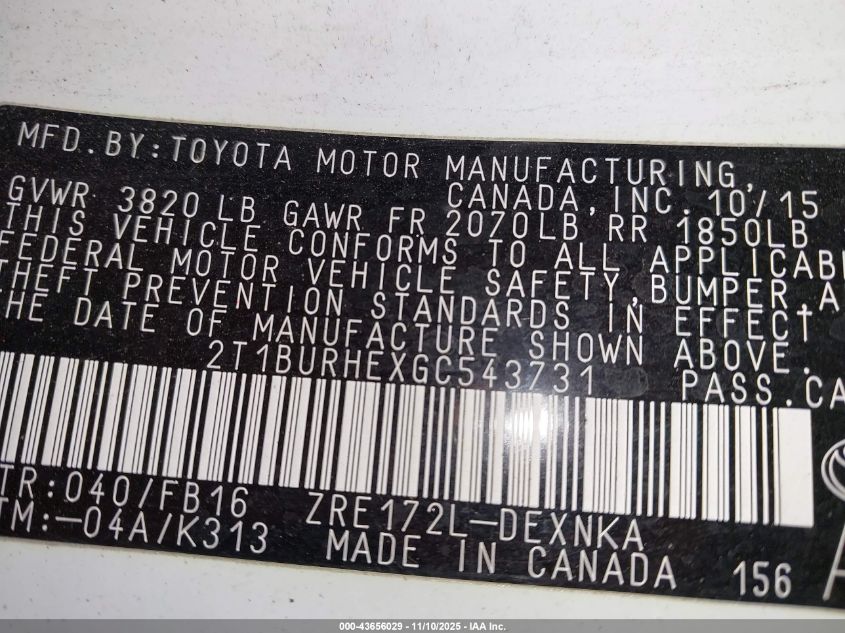 MFD. BY: TOYOTA MOTOR MANUFACTURING,
CANADA, INC. 10/15
GVWR 3820 LB GAWR FR 2070LB RR 1850LB
THIS VEHICLE CONFORMS TO ALL APPLICAB
FEDERAL MOTOR VEHICLE SAFETY, BUMPER, A
THEFT PREVENTION STANDARDS IN EFFECT
THE DATE OF MANUFACTURE SHOWN ABOVE.
2T1BURHEXGC543731 PASS. CA
TR: 040/FB16 ZRE172L-DEXNKA
TM: -04A/K313 MADE IN CANADA 156
000-43656029 - 11/10/2025 - IAA Inc.